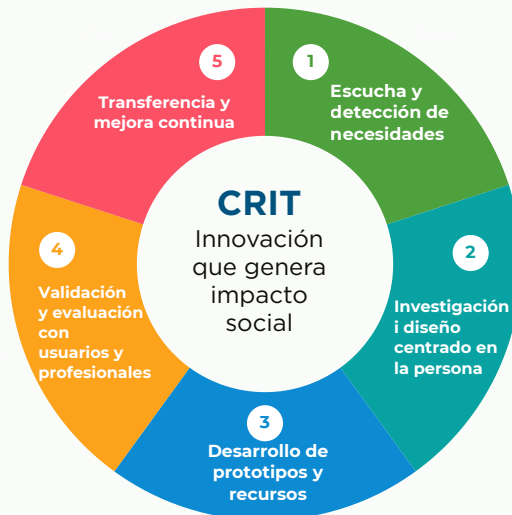 1
Escucha y
detección de
necesidades
2
Investigación
i diseño
centrado en
la persona
3
Desarrollo de
prototipos y
recursos
4
Validación
y evaluación
con
usuarios y
profesionales
5
Transferencia y
mejora continua
CRIT
Innovación
que genera
impacto
social